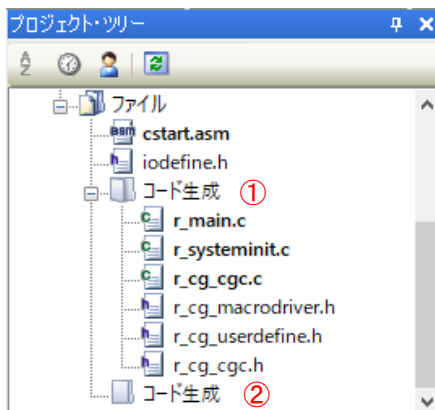 プロジェクト・ツリー
ファイル
asm cstart.asm
h iodefine.h
コード生成 ①
c r_main.c
c r_systeminit.c
c r_cg_cgc.c
h r_cg_macrodriver.h
h r_cg_userdefine.h
h r_cg_cgc.h
コード生成 ②